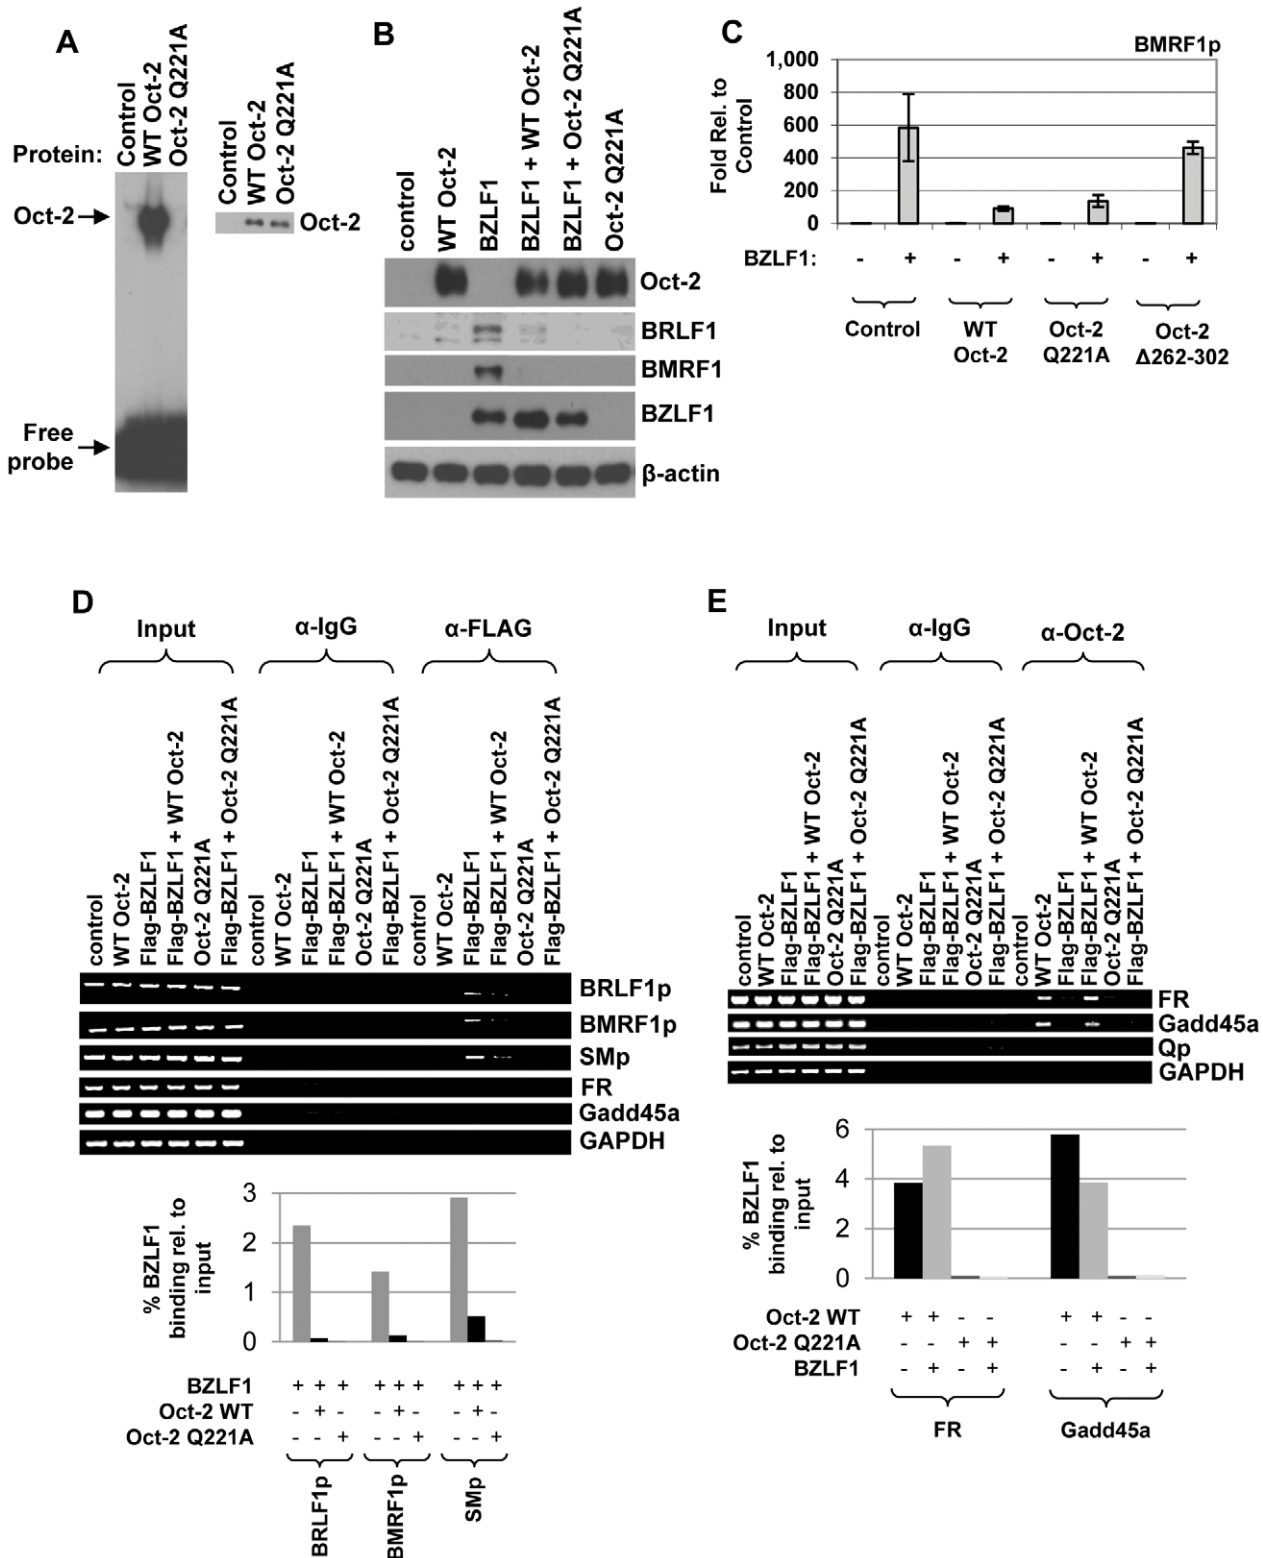 A
Protein:
Control
WT Oct-2
Oct-2 Q221A
Oct-2
Free
probe
Control
WT Oct-2
Oct-2 Q221A
Oct-2
B
control
WT Oct-2
BZLF1
BZLF1 + WT Oct-2
BZLF1 + Oct-2 Q221A
Oct-2 Q221A
Oct-2
BRLF1
BMRF1
BZLF1
β-actin
C
BMRF1p
Fold Rel. to
Control
1,000
800
600
400
200
0
BZLF1: - + - + - + - +
Control
WT
Oct-2
Oct-2
Q221A
Oct-2
Δ262-302
D
Input α-IgG α-FLAG
control
WT Oct-2
Flag-BZLF1
Flag-BZLF1 + WT Oct-2
Oct-2 Q221A
Flag-BZLF1 + Oct-2 Q221A
control
WT Oct-2
Flag-BZLF1
Flag-BZLF1 + WT Oct-2
Oct-2 Q221A
Flag-BZLF1 + Oct-2 Q221A
control
WT Oct-2
Flag-BZLF1
Flag-BZLF1 + WT Oct-2
Oct-2 Q221A
Flag-BZLF1 + Oct-2 Q221A
BRLF1p
BMRF1p
SMp
FR
Gadd45a
GAPDH
% BZLF1
binding rel. to
input
3
2
1
0
BZLF1 + + + + + + + + +
Oct-2 WT - + - - + - - + -
Oct-2 Q221A - - + - - + - - +
BRLF1p
BMRF1p
SMp
E
Input α-IgG α-Oct-2
control
WT Oct-2
Flag-BZLF1
Flag-BZLF1 + WT Oct-2
Oct-2 Q221A
Flag-BZLF1 + Oct-2 Q221A
control
WT Oct-2
Flag-BZLF1
Flag-BZLF1 + WT Oct-2
Oct-2 Q221A
Flag-BZLF1 + Oct-2 Q221A
control
WT Oct-2
Flag-BZLF1
Flag-BZLF1 + WT Oct-2
Oct-2 Q221A
Flag-BZLF1 + Oct-2 Q221A
FR
Gadd45a
Qp
GAPDH
% BZLF1
binding rel. to
input
6
4
2
0
Oct-2 WT + + - - + + - -
Oct-2 Q221A - - + + - - + +
BZLF1 - + - + - + - +
FR
Gadd45a